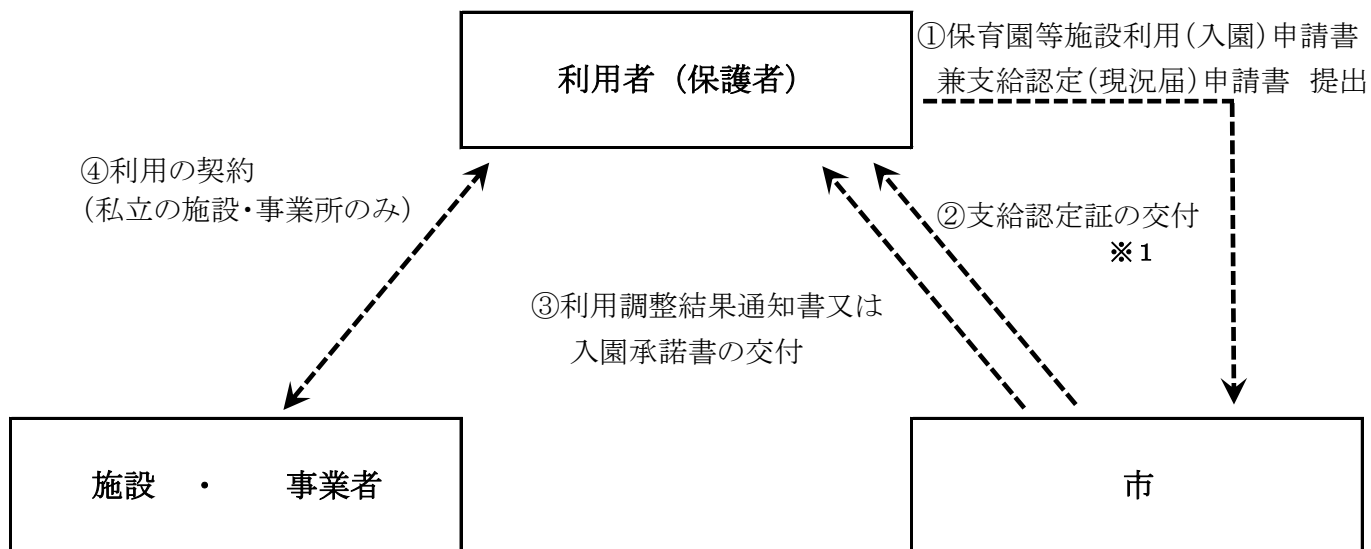 利用者（保護者）
①保育園等施設利用(入園)申請書
兼支給認定(現況届)申請書 提出
④利用の契約
(私立の施設・事業所のみ)
②支給認定証の交付
※１
③利用調整結果通知書又は
入園承諾書の交付
施設 ・ 事業者
市